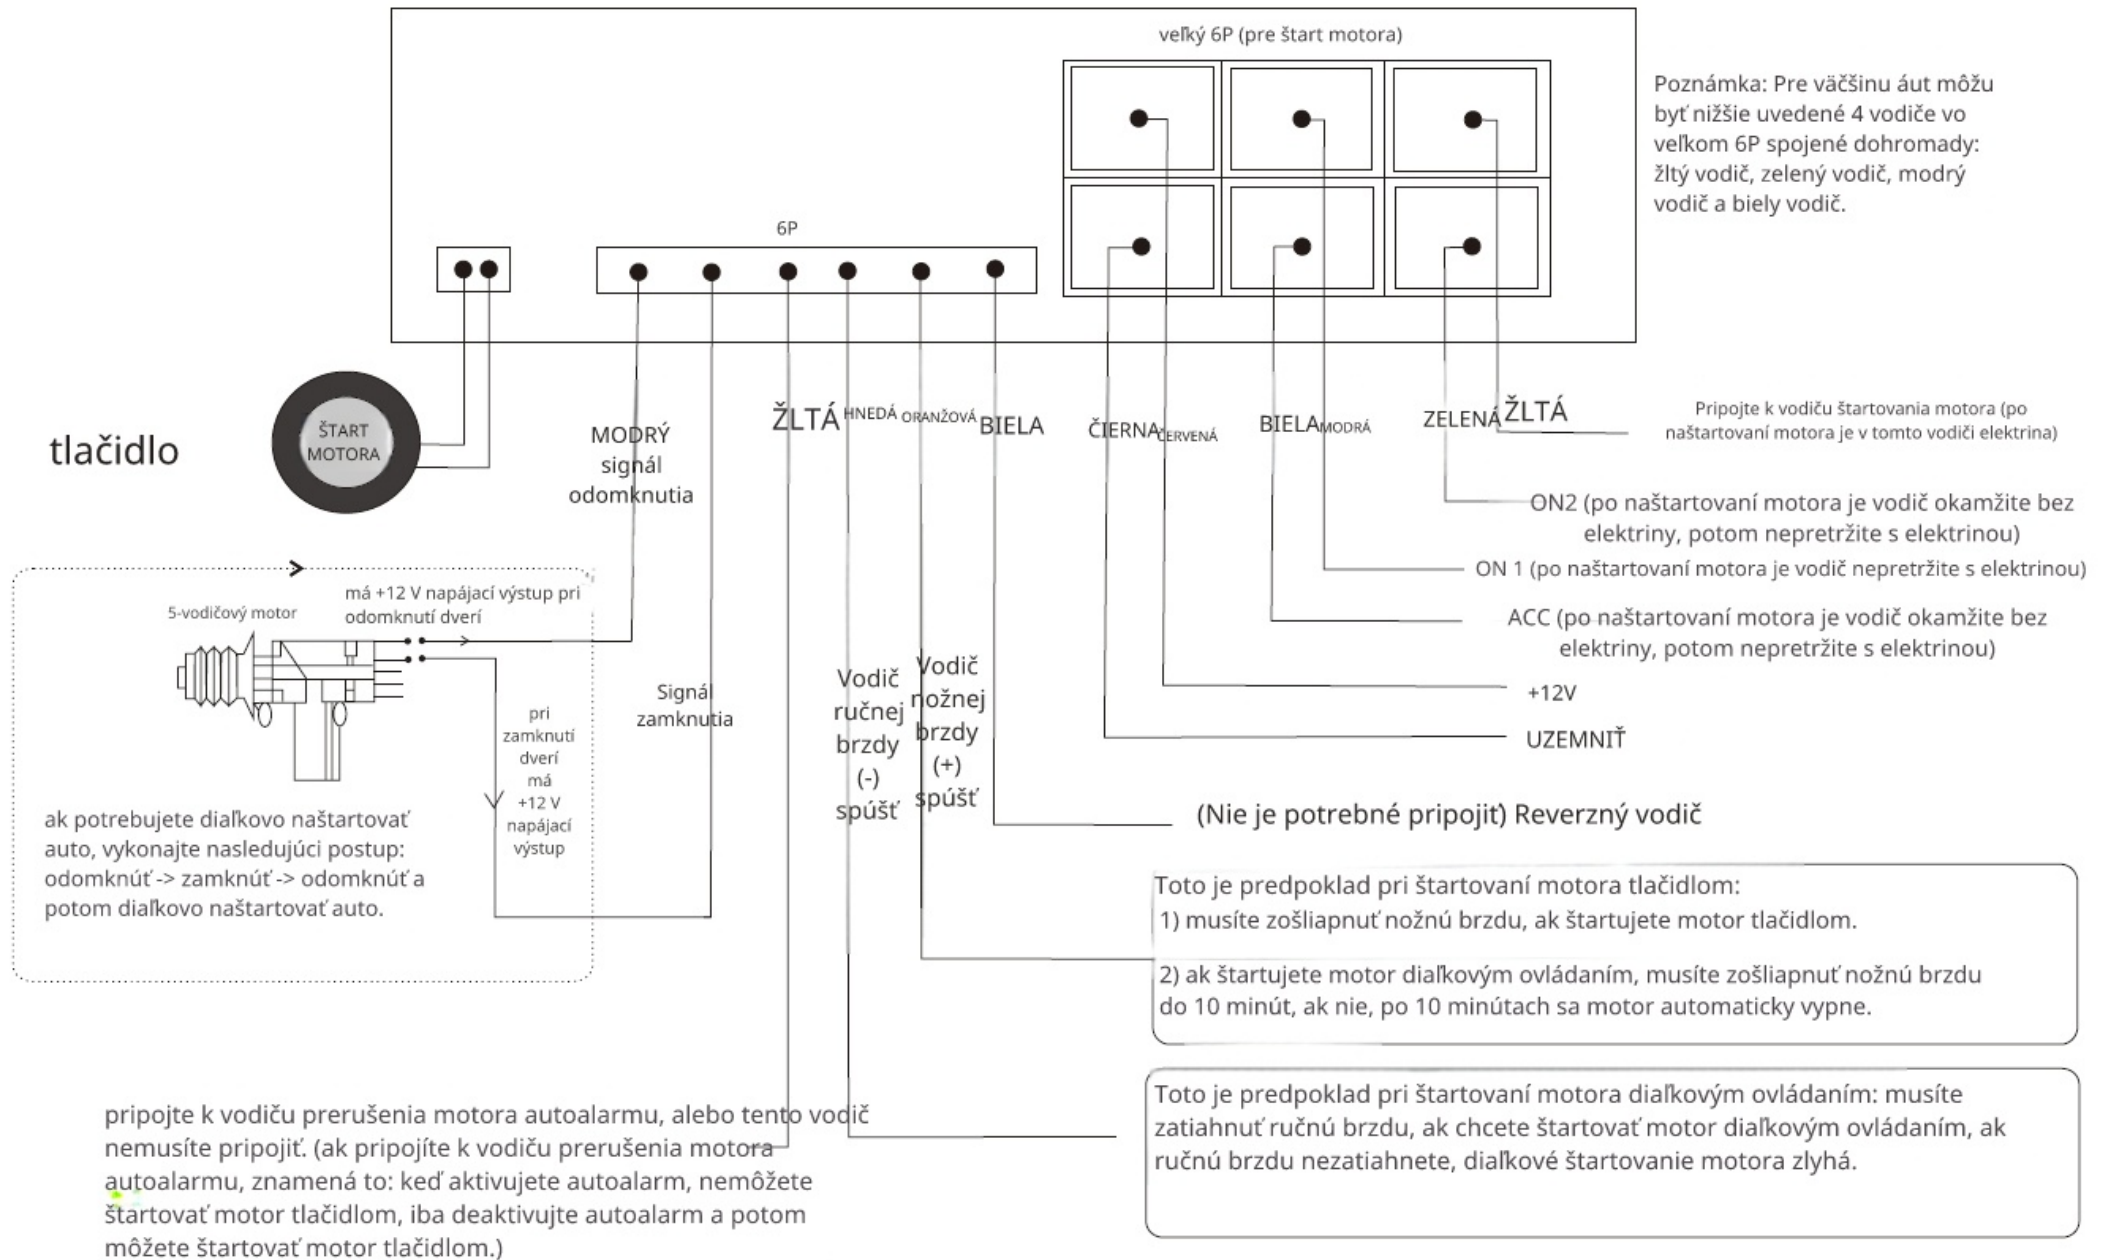 veľký 6P (pre štart motora)
Poznámka: Pre väčšinu áut môžu
byť nižšie uvedené 4 vodiče vo
veľkom 6P spojené dohromady:
žltý vodič, zelený vodič, modrý
vodič a biely vodič.
6P
tlačidlo
ŠTART
MOTORA
MODRÝ
signál
odomknutia
ŽLTÁ
HNEDÁ
ORANŽOVÁ
BIELA
ČIERNA
ČERVENÁ
BIELA
MODRÁ
ZELENÁ
ŽLTÁ
Pripojte k vodiču štartovania motora (po
naštartovaní motora je v tomto vodiči elektrina)
ON2 (po naštartovaní motora je vodič okamžite bez
elektriny, potom nepretržite s elektrinou)
ON 1 (po naštartovaní motora je vodič nepretržite s elektrinou)
ACC (po naštartovaní motora je vodič okamžite bez
elektriny, potom nepretržite s elektrinou)
+12V
UZEMNIŤ
5-vodičový motor
má +12 V napájací výstup pri
odomknutí dverí
pri
zamknutí
dverí
má
+12 V
napájací
výstup
ak potrebujete diaľkovo naštartovať
auto, vykonajte nasledujúci postup:
odomknúť -> zamknúť -> odomknúť a
potom diaľkovo naštartovať auto.
Signál
zamknutia
Vodič
ručnej
brzdy
(-)
spúšť
Vodič
nožnej
brzdy
(+)
spúšť
(Nie je potrebné pripojiť) Reverzný vodič
Toto je predpoklad pri štartovaní motora tlačidlom:
1) musíte zošliapnuť nožnú brzdu, ak štartujete motor tlačidlom.
2) ak štartujete motor diaľkovým ovládaním, musíte zošliapnuť nožnú brzdu
do 10 minút, ak nie, po 10 minútach sa motor automaticky vypne.
Toto je predpoklad pri štartovaní motora diaľkovým ovládaním: musíte
zatiahnuť ručnú brzdu, ak chcete štartovať motor diaľkovým ovládaním, ak
ručnú brzdu nezatiahnete, diaľkové štartovanie motora zlyhá.
pripojte k vodiču prerušenia motora autoalarmu, alebo tento vodič
nemusíte pripojiť. (ak pripojíte k vodiču prerušenia motora
autoalarmu, znamená to: keď aktivujete autoalarm, nemôžete
štartovať motor tlačidlom, iba deaktivujte autoalarm a potom
môžete štartovať motor tlačidlom.)